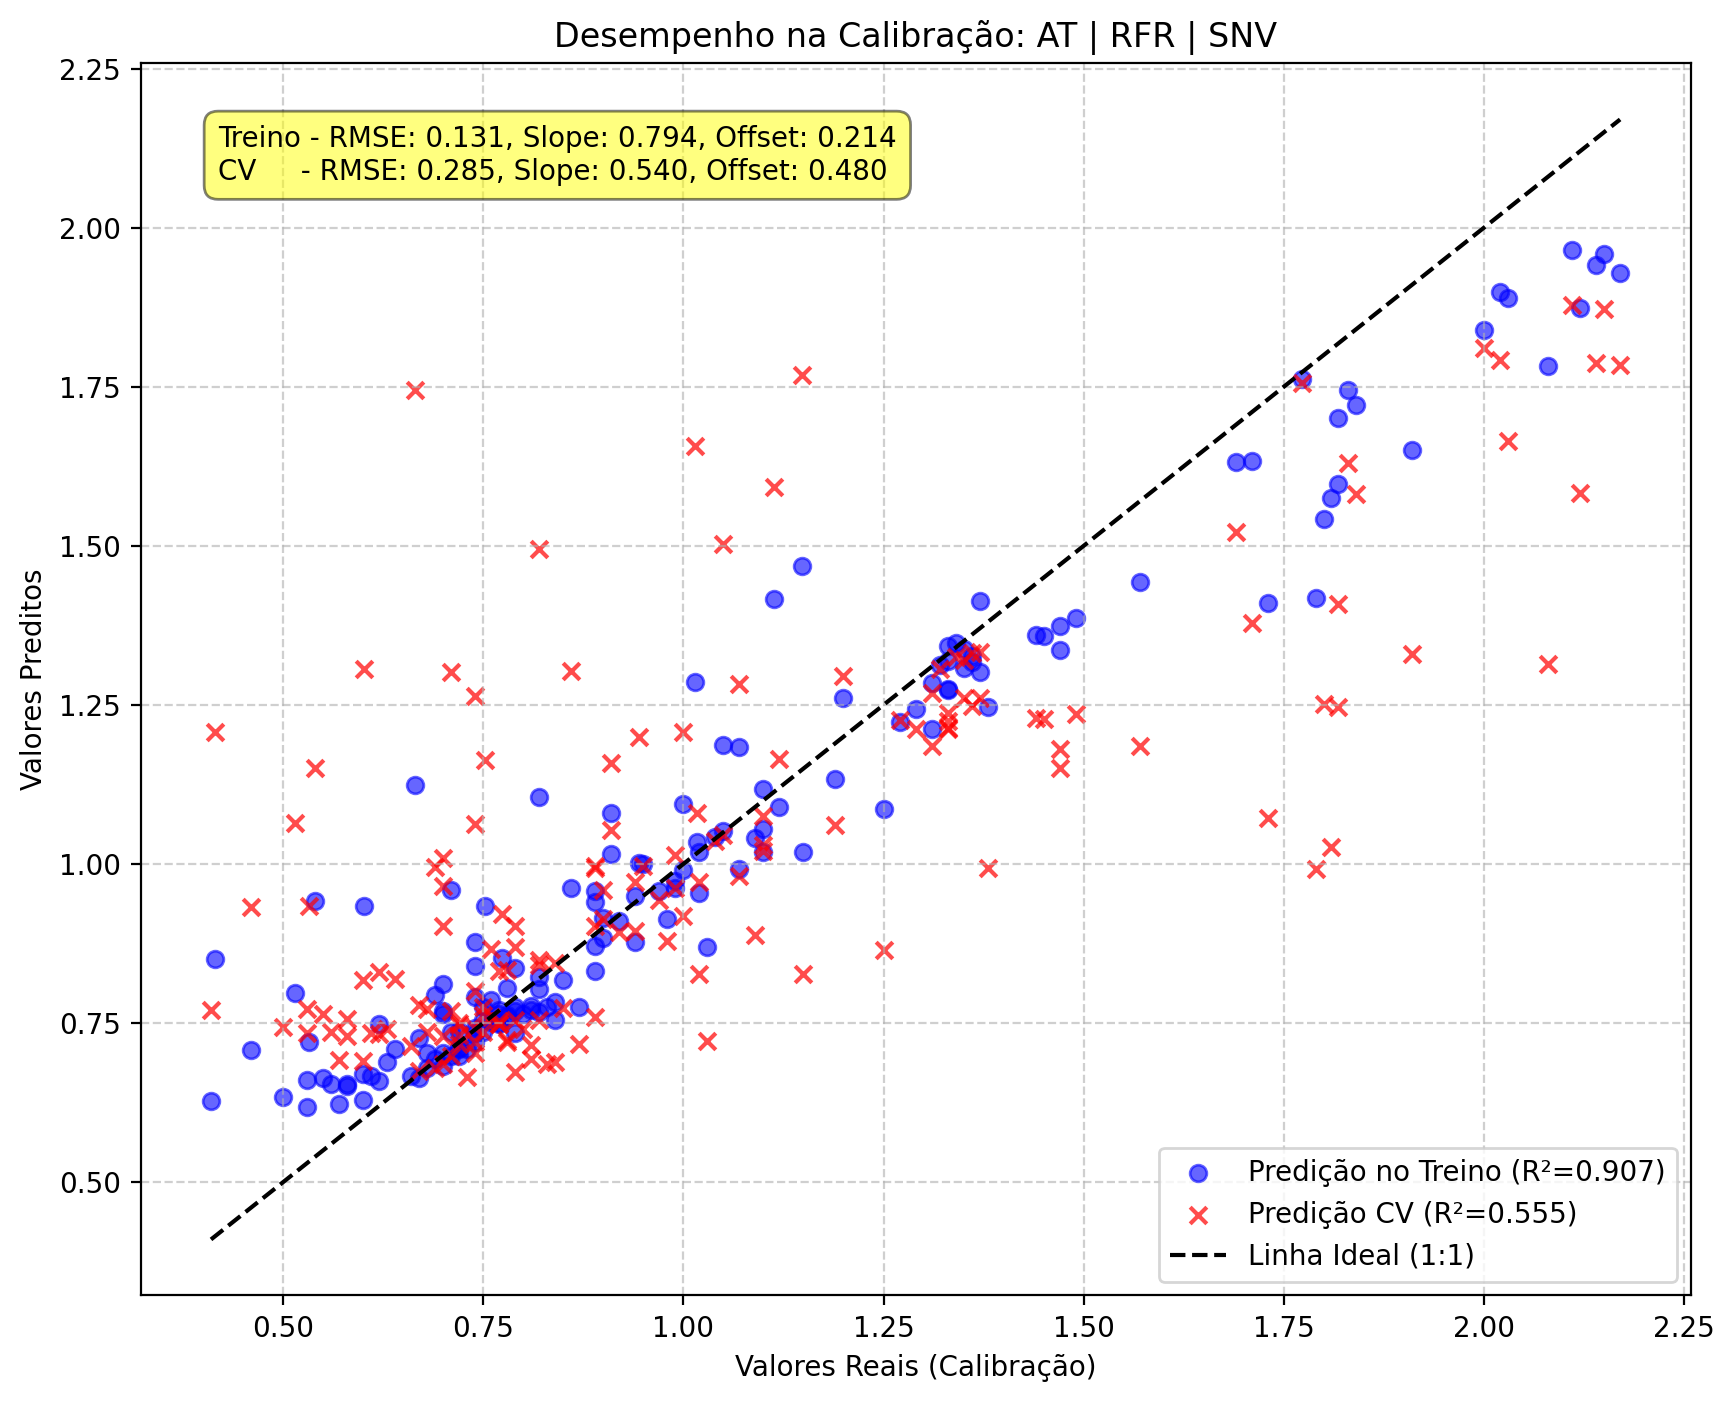 Desempenho na Calibração: AT | RFR | SNV
Treino - RMSE: 0.131, Slope: 0.794, Offset: 0.214
CV - RMSE: 0.285, Slope: 0.540, Offset: 0.480
Valores Preditos
2.25
2.00
1.75
1.50
1.25
1.00
0.75
0.50
Predição no Treino (R²=0.907)
Predição CV (R²=0.555)
Linha Ideal (1:1)
0.50 0.75 1.00 1.25 1.50 1.75 2.00 2.25
Valores Reais (Calibração)